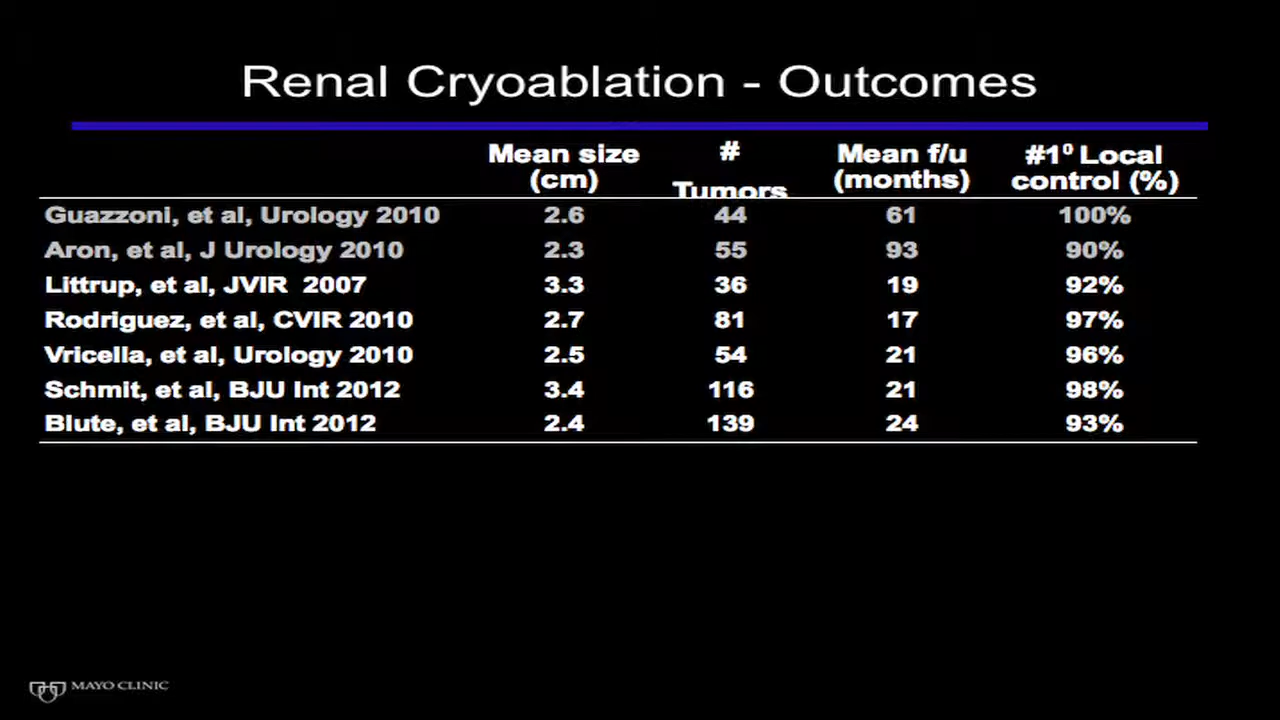 Renal Cryoablation - Outcomes
Mean size (cm) # Tumors Mean f/u (months) #1⁰ Local control (%)
Guazzoni, et al, Urology 2010 2.6 44 61 100%
Aron, et al, J Urology 2010 2.3 55 93 90%
Littrup, et al, JVIR 2007 3.3 36 19 92%
Rodriguez, et al, CVIR 2010 2.7 81 17 97%
Vricella, et al, Urology 2010 2.5 54 21 96%
Schmit, et al, BJU Int 2012 3.4 116 21 98%
Blute, et al, BJU Int 2012 2.4 139 24 93%
MAYO CLINIC